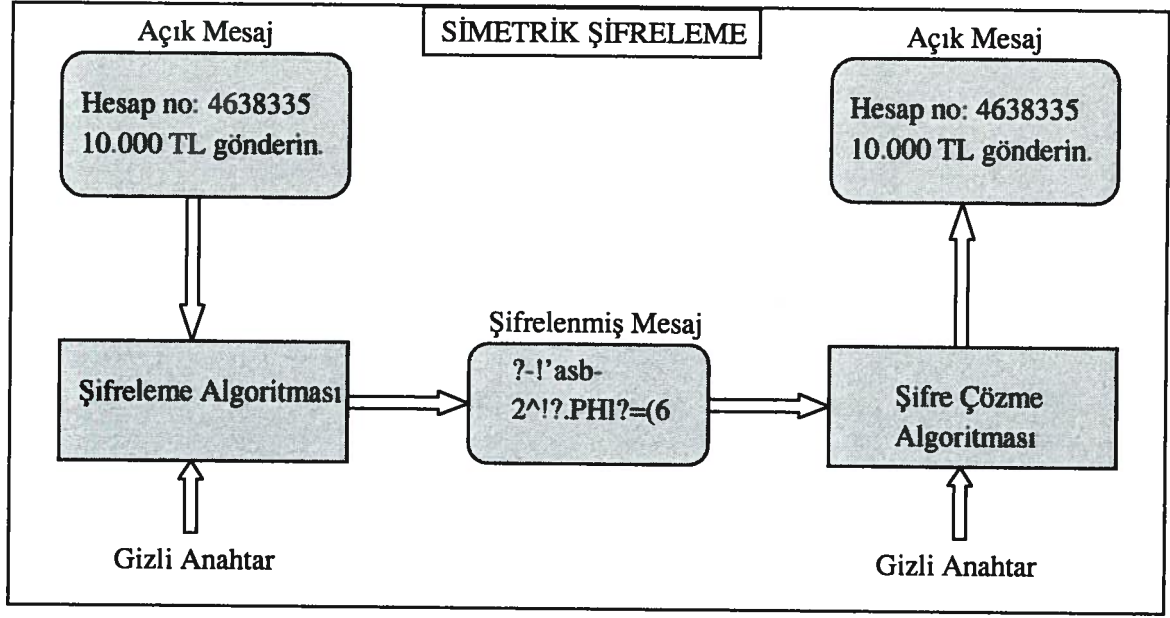 SİMETRİK ŞİFRELEME
Açık Mesaj
Hesap no: 4638335
10.000 TL gönderin.
Şifreleme Algoritması
Gizli Anahtar
Şifrelenmiş Mesaj
?-!’asb-
2^!?.PHI?=(6
Açık Mesaj
Hesap no: 4638335
10.000 TL gönderin.
Şifre Çözme
Algoritması
Gizli Anahtar